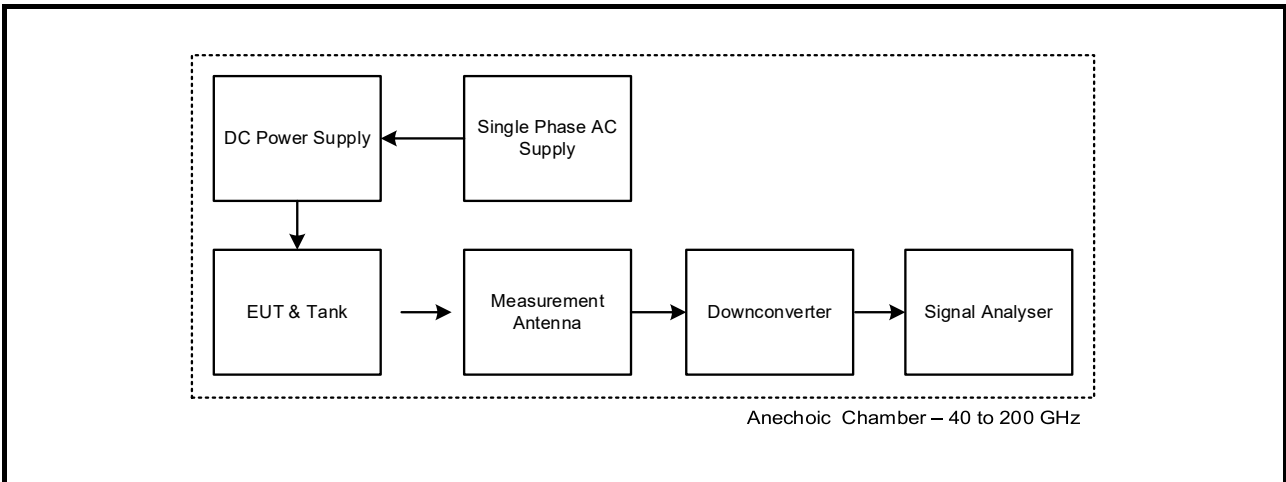 DC Power Supply
Single Phase AC
Supply
EUT & Tank
Measurement
Antenna
Downconverter
Signal Analyser
Anechoic Chamber – 40 to 200 GHz